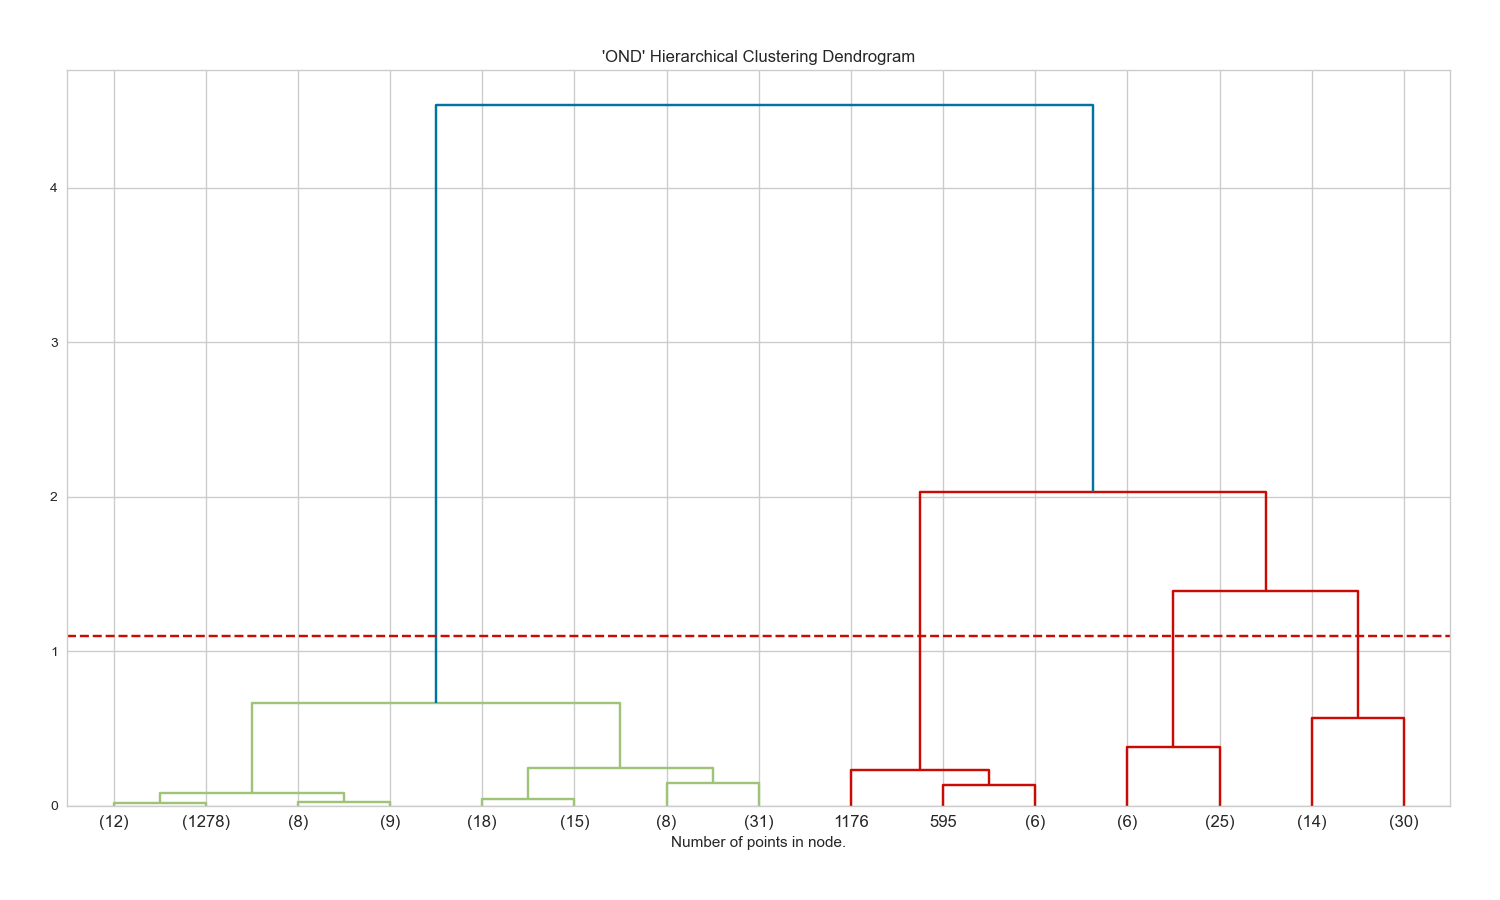 'OND' Hierarchical Clustering Dendrogram
4
3
2
1
0
(12) (1278) (8) (9) (18) (15) (8) (31) 1176 595 (6) (6) (25) (14) (30)
Number of points in node.